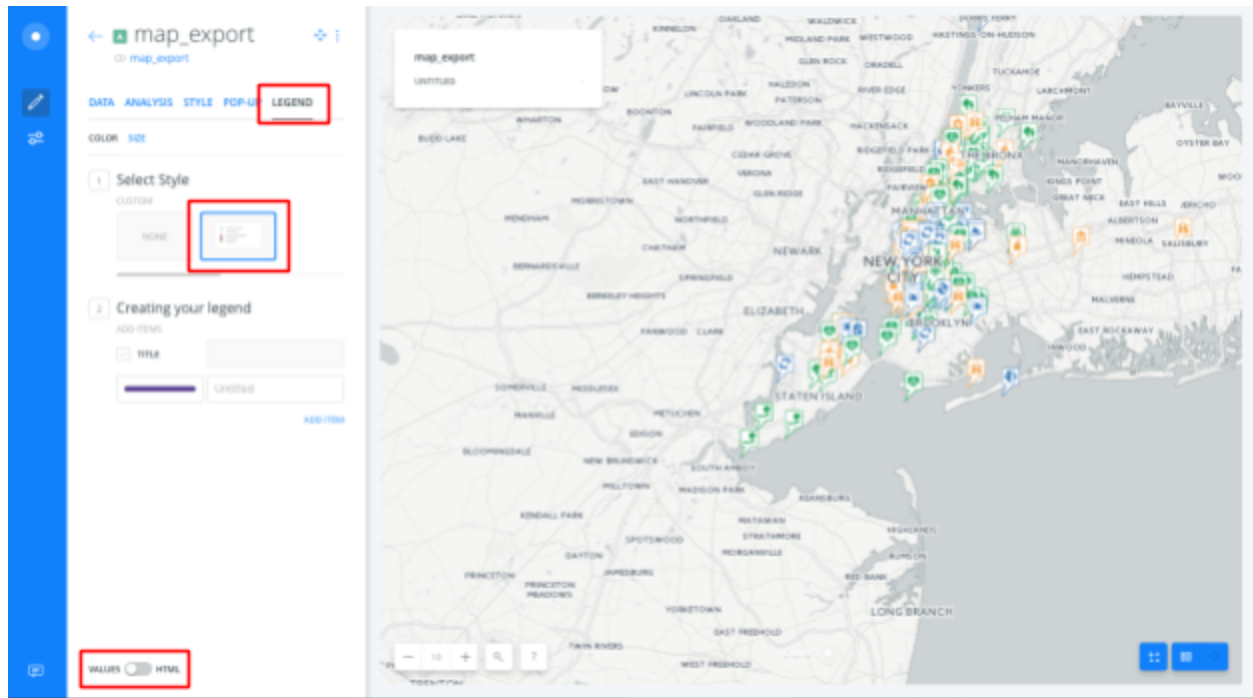 map_export
map_export
DATA ANALYSIS STYLE POP-UP LEGEND
COLOR SIZE
1 Select Style
CUSTOM
NONE
2 Creating your legend
ADD ITEMS
TITLE
Untitled
ADD ITEM
VALUES HTML
map_export
UNTITLED
OAKLAND
WALDWICK
DOBBS FERRY
KINNELON
MIDLAND PARK
WESTWOOD
HASTINGS-ON-HUDSON
GLEN ROCK
ORADELL
TUCKAHOE
LINCOLN PARK
HALEDON
RIVER EDGE
YONKERS
LARCHMONT
PATERSON
BAYVILLE
BOONTON
WHARTON
FAIRFIELD
WOODLAND PARK
HACKENSACK
PELHAM MANOR
BUDD LAKE
OYSTER BAY
CEDAR GROVE
RIDGEFIELD PARK
THE BRONX
MANORHAVEN
VERONA
RIDGEFIELD
EAST HANOVER
KINGS POINT
GLEN RIDGE
FAIRVIEW
GREAT NECK
EAST HILLS
JERICHO
MORRISTOWN
MENDHAM
NORTHFIELD
MANHATTAN
ALBERTSON
CHATHAM
NEWARK
MINEOLA
SALISBURY
BERNARDSVILLE
NEW YORK
CITY
SPRINGFIELD
HEMPSTEAD
BERKELEY HEIGHTS
MALVERNE
ELIZABETH
BROOKLYN
FANWOOD
CLARK
EAST ROCKAWAY
INWOOD
SOMERVILLE
MIDDLESEX
STATEN ISLAND
MANVILLE
METUCHEN
EDISON
BLOOMINGDALE
NEW BRUNSWICK
SOUTH AMBOY
MILLTOWN
MADISON PARK
KEANSBURG
KENDALL PARK
MATAWAN
HIGHLANDS
SPOTSWOOD
STRATHMORE
DAYTON
MORGANVILLE
RUMSON
PRINCETON
JAMESBURG
RED BANK
PRINCETON
MEADOWS
YORKETOWN
LONG BRANCH
EAST FREEHOLD
TWIN RIVERS
10
?
WEST FREEHOLD
TRENTON